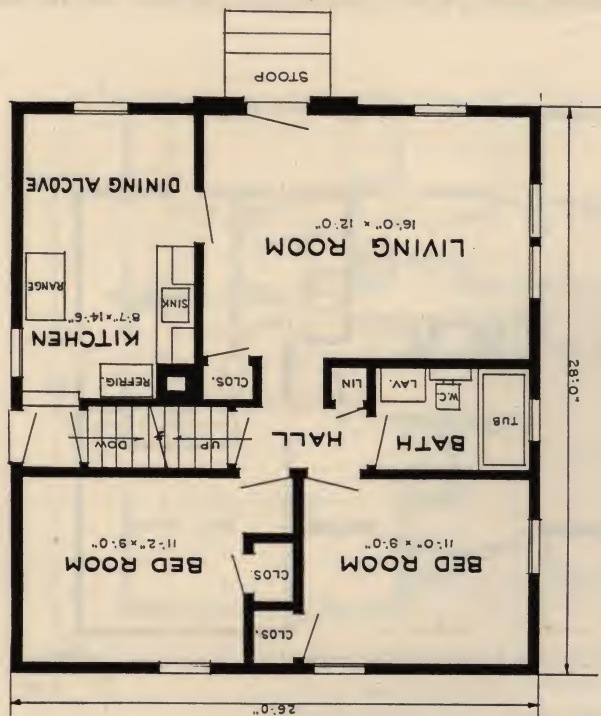 26'-0"
CLOS.
CLOS.
BED ROOM
11'-0" x 9'-0"
BED ROOM
11'-2" x 9'-0"
BATH
HALL
UP
DOW
TUB
W.C.
LAV.
LIN
CLOS.
REFRIG.
28'-0"
KITCHEN
8'-7" x 14'-6"
SINK
RANGE
LIVING ROOM
16'-0" x 12'-0"
DINING ALCOVE
STOOP